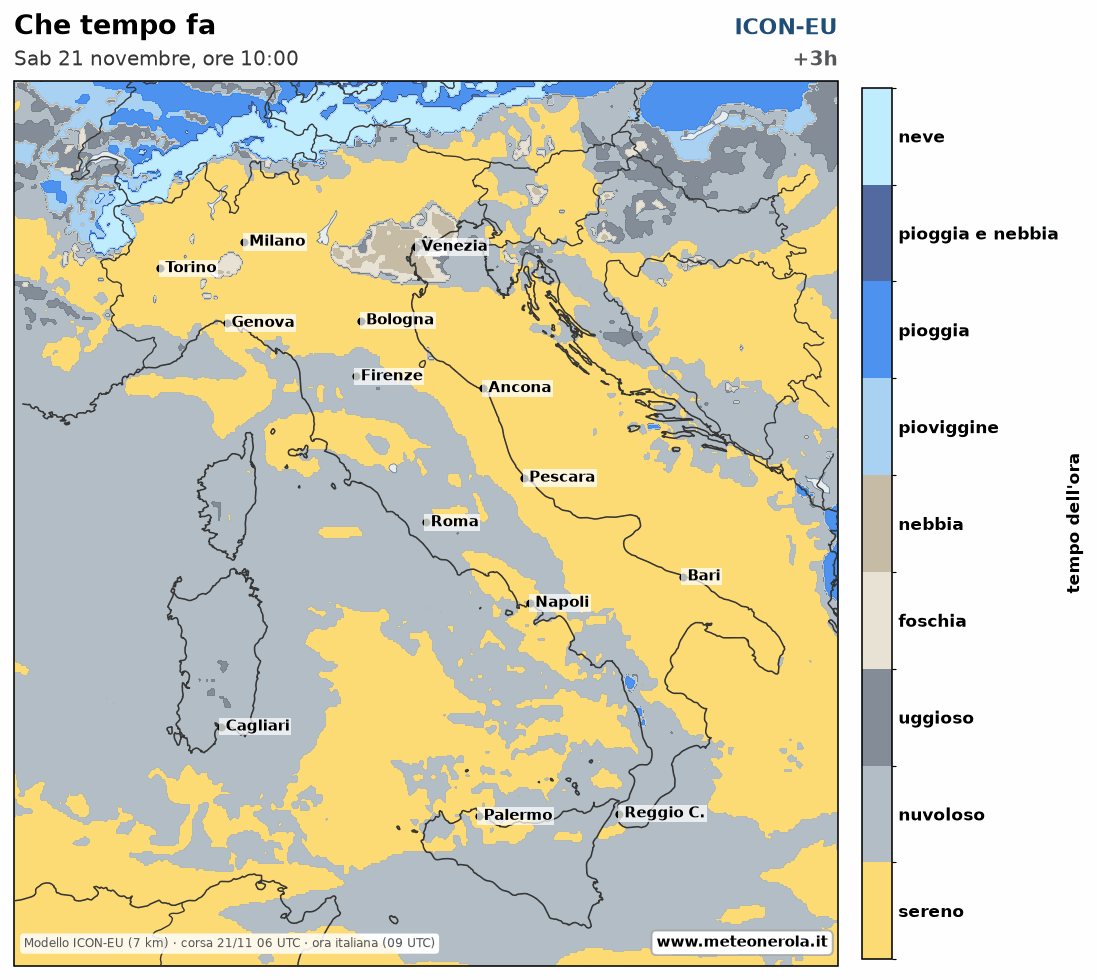 Che tempo fa
ICON-EU
Sab 21 novembre, ore 10:00
+3h
neve
pioggia e nebbia
pioggia
pioviggine
nebbia
foschia
uggioso
nuvoloso
sereno
tempo dell'ora
Milano
Venezia
Torino
Genova
Bologna
Firenze
Ancona
Pescara
Roma
Bari
Napoli
Cagliari
Palermo
Reggio C.
Modello ICON-EU (7 km) · corsa 21/11 06 UTC · ora italiana (09 UTC)
www.meteonerola.it